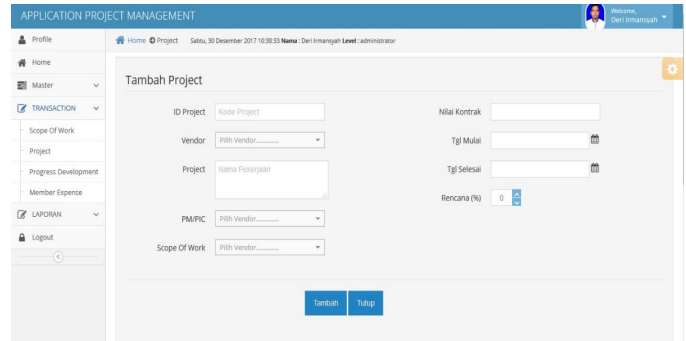 APPLICATION PROJECT MANAGEMENT
Welcome,
Deri Irmansyah
Profile
Home
Master
TRANSACTION
Scope Of Work
Project
Progress Development
Member Expense
LAPORAN
Logout
Home Project Sabtu, 30 Desember 2017 10:38:33 Nama : Deri Irmansyah Level : administrator
Tambah Project
ID Project Kode Project
Vendor Pilih Vendor.............
Project Nama Pekerjaan
PM/PIC Pilih Vendor.............
Scope Of Work Pilih Vendor.............
Nilai Kontrak
Tgl Mulai
Tgl Selesai
Rencana (%) 0
Tambah Tutup